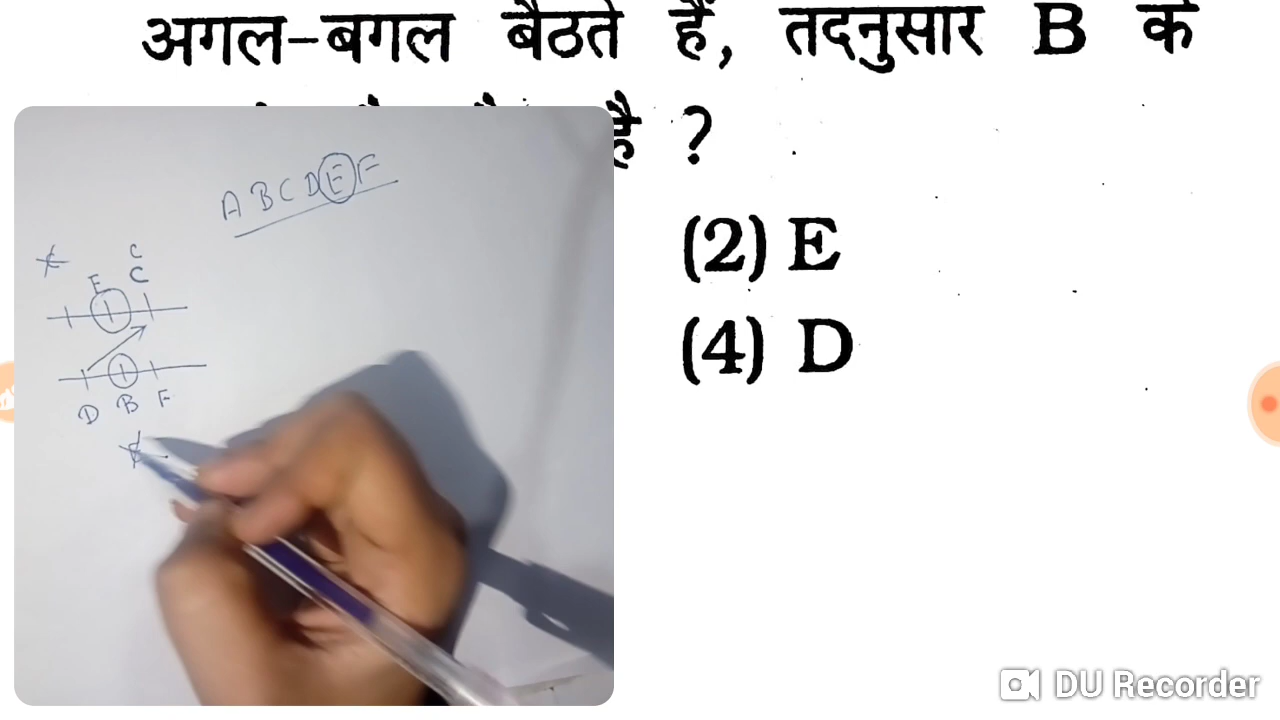 अगल-बगल बैठते हैं, तदनुसार B के
है ?
(2) E
(4) D
A B C D E F
C
E C
D B F
DU Recorder